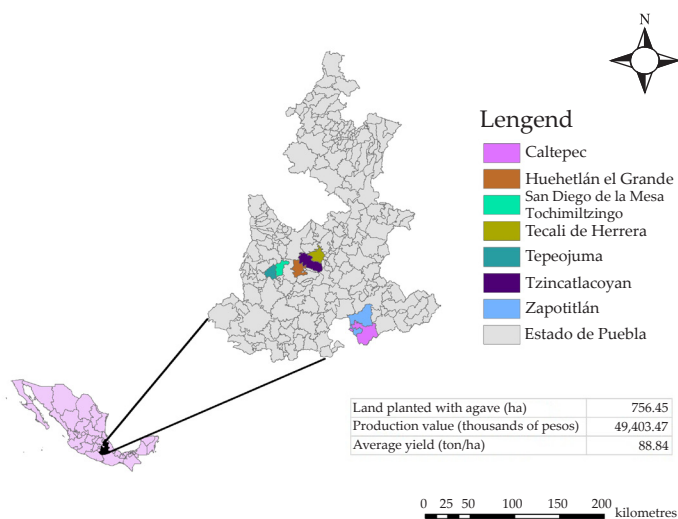 N
Lengend
Caltepec
Huehetlán el Grande
San Diego de la Mesa
Tochimiltzingo
Tecali de Herrera
Tepeojuma
Tzincatlacoyan
Zapotitlán
Estado de Puebla
Land planted with agave (ha) 756.45
Production value (thousands of pesos) 49,403.47
Average yield (ton/ha) 88.84
0 25 50 100 150 200 kilometres